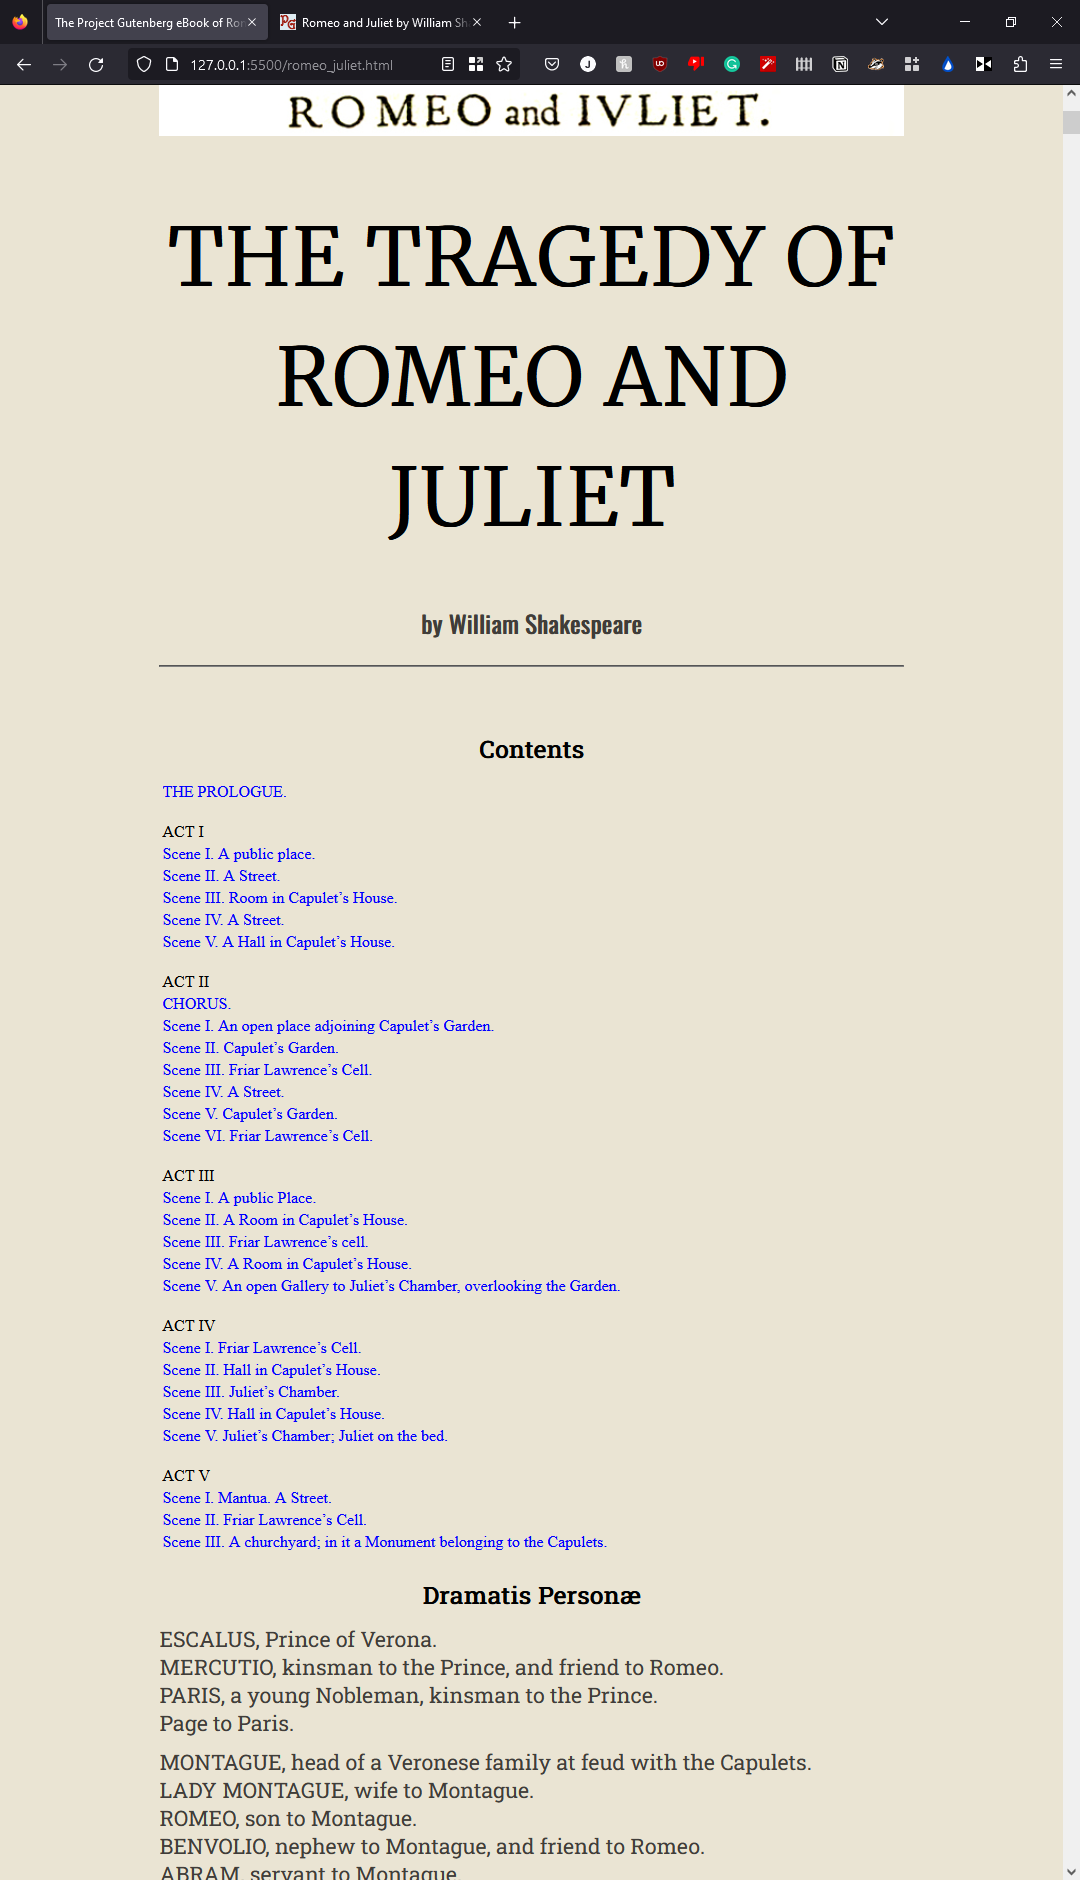 The Project Gutenberg eBook of Ro
Romeo and Juliet by William Sh
127.0.0.1:5500/romeo_juliet.html
ROMEO and IVLIET.
THE TRAGEDY OF
ROMEO AND
JULIET
by William Shakespeare
Contents
THE PROLOGUE.
ACT I
Scene I. A public place.
Scene II. A Street.
Scene III. Room in Capulet’s House.
Scene IV. A Street.
Scene V. A Hall in Capulet’s House.
ACT II
CHORUS.
Scene I. An open place adjoining Capulet’s Garden.
Scene II. Capulet’s Garden.
Scene III. Friar Lawrence’s Cell.
Scene IV. A Street.
Scene V. Capulet’s Garden.
Scene VI. Friar Lawrence’s Cell.
ACT III
Scene I. A public Place.
Scene II. A Room in Capulet’s House.
Scene III. Friar Lawrence’s cell.
Scene IV. A Room in Capulet’s House.
Scene V. An open Gallery to Juliet’s Chamber, overlooking the Garden.
ACT IV
Scene I. Friar Lawrence’s Cell.
Scene II. Hall in Capulet’s House.
Scene III. Juliet’s Chamber.
Scene IV. Hall in Capulet’s House.
Scene V. Juliet’s Chamber; Juliet on the bed.
ACT V
Scene I. Mantua. A Street.
Scene II. Friar Lawrence’s Cell.
Scene III. A churchyard; in it a Monument belonging to the Capulets.
Dramatis Personæ
ESCALUS, Prince of Verona.
MERCUTIO, kinsman to the Prince, and friend to Romeo.
PARIS, a young Nobleman, kinsman to the Prince.
Page to Paris.
MONTAGUE, head of a Veronese family at feud with the Capulets.
LADY MONTAGUE, wife to Montague.
ROMEO, son to Montague.
BENVOLIO, nephew to Montague, and friend to Romeo.
ABRAM, servant to Montague.